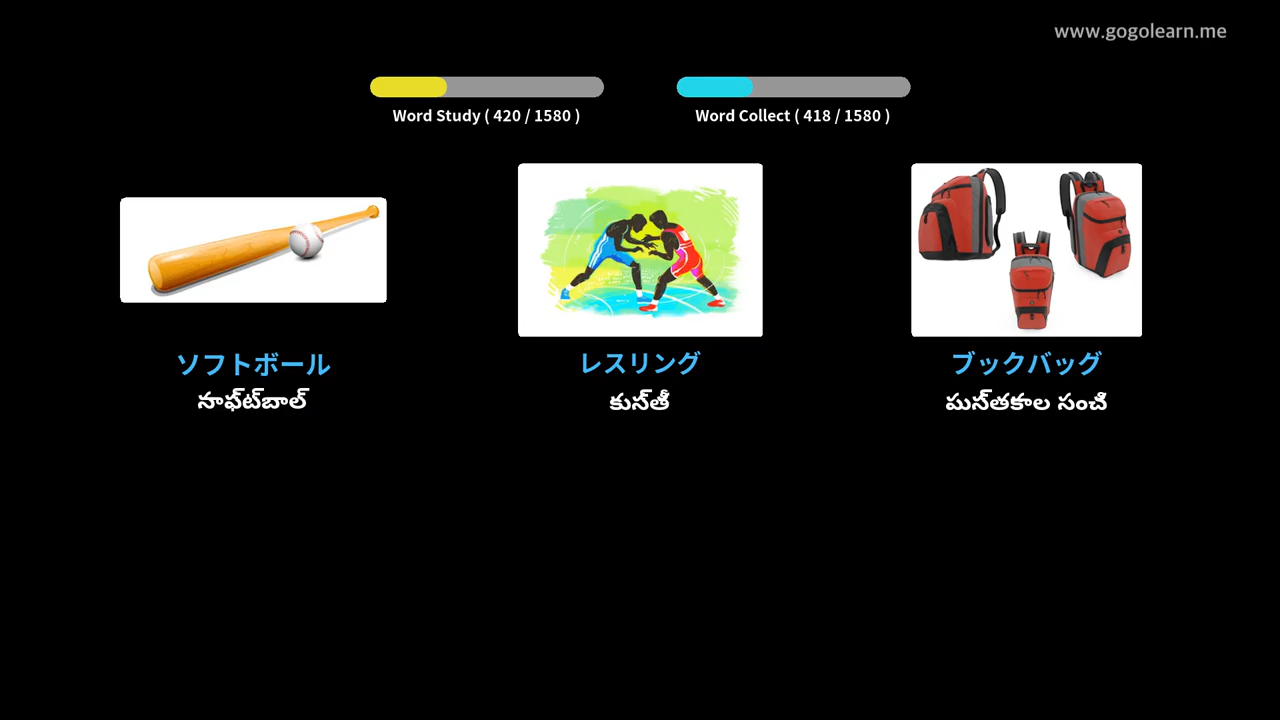 www.gogolearn.me
Word Study ( 420 / 1580 )
Word Collect ( 418 / 1580 )
ソフトボール
レスリング
ブックバッグ
సాఫ్‌ట్‌బాల్
కుస్‌తీ
పుస్‌తకాల సంచి